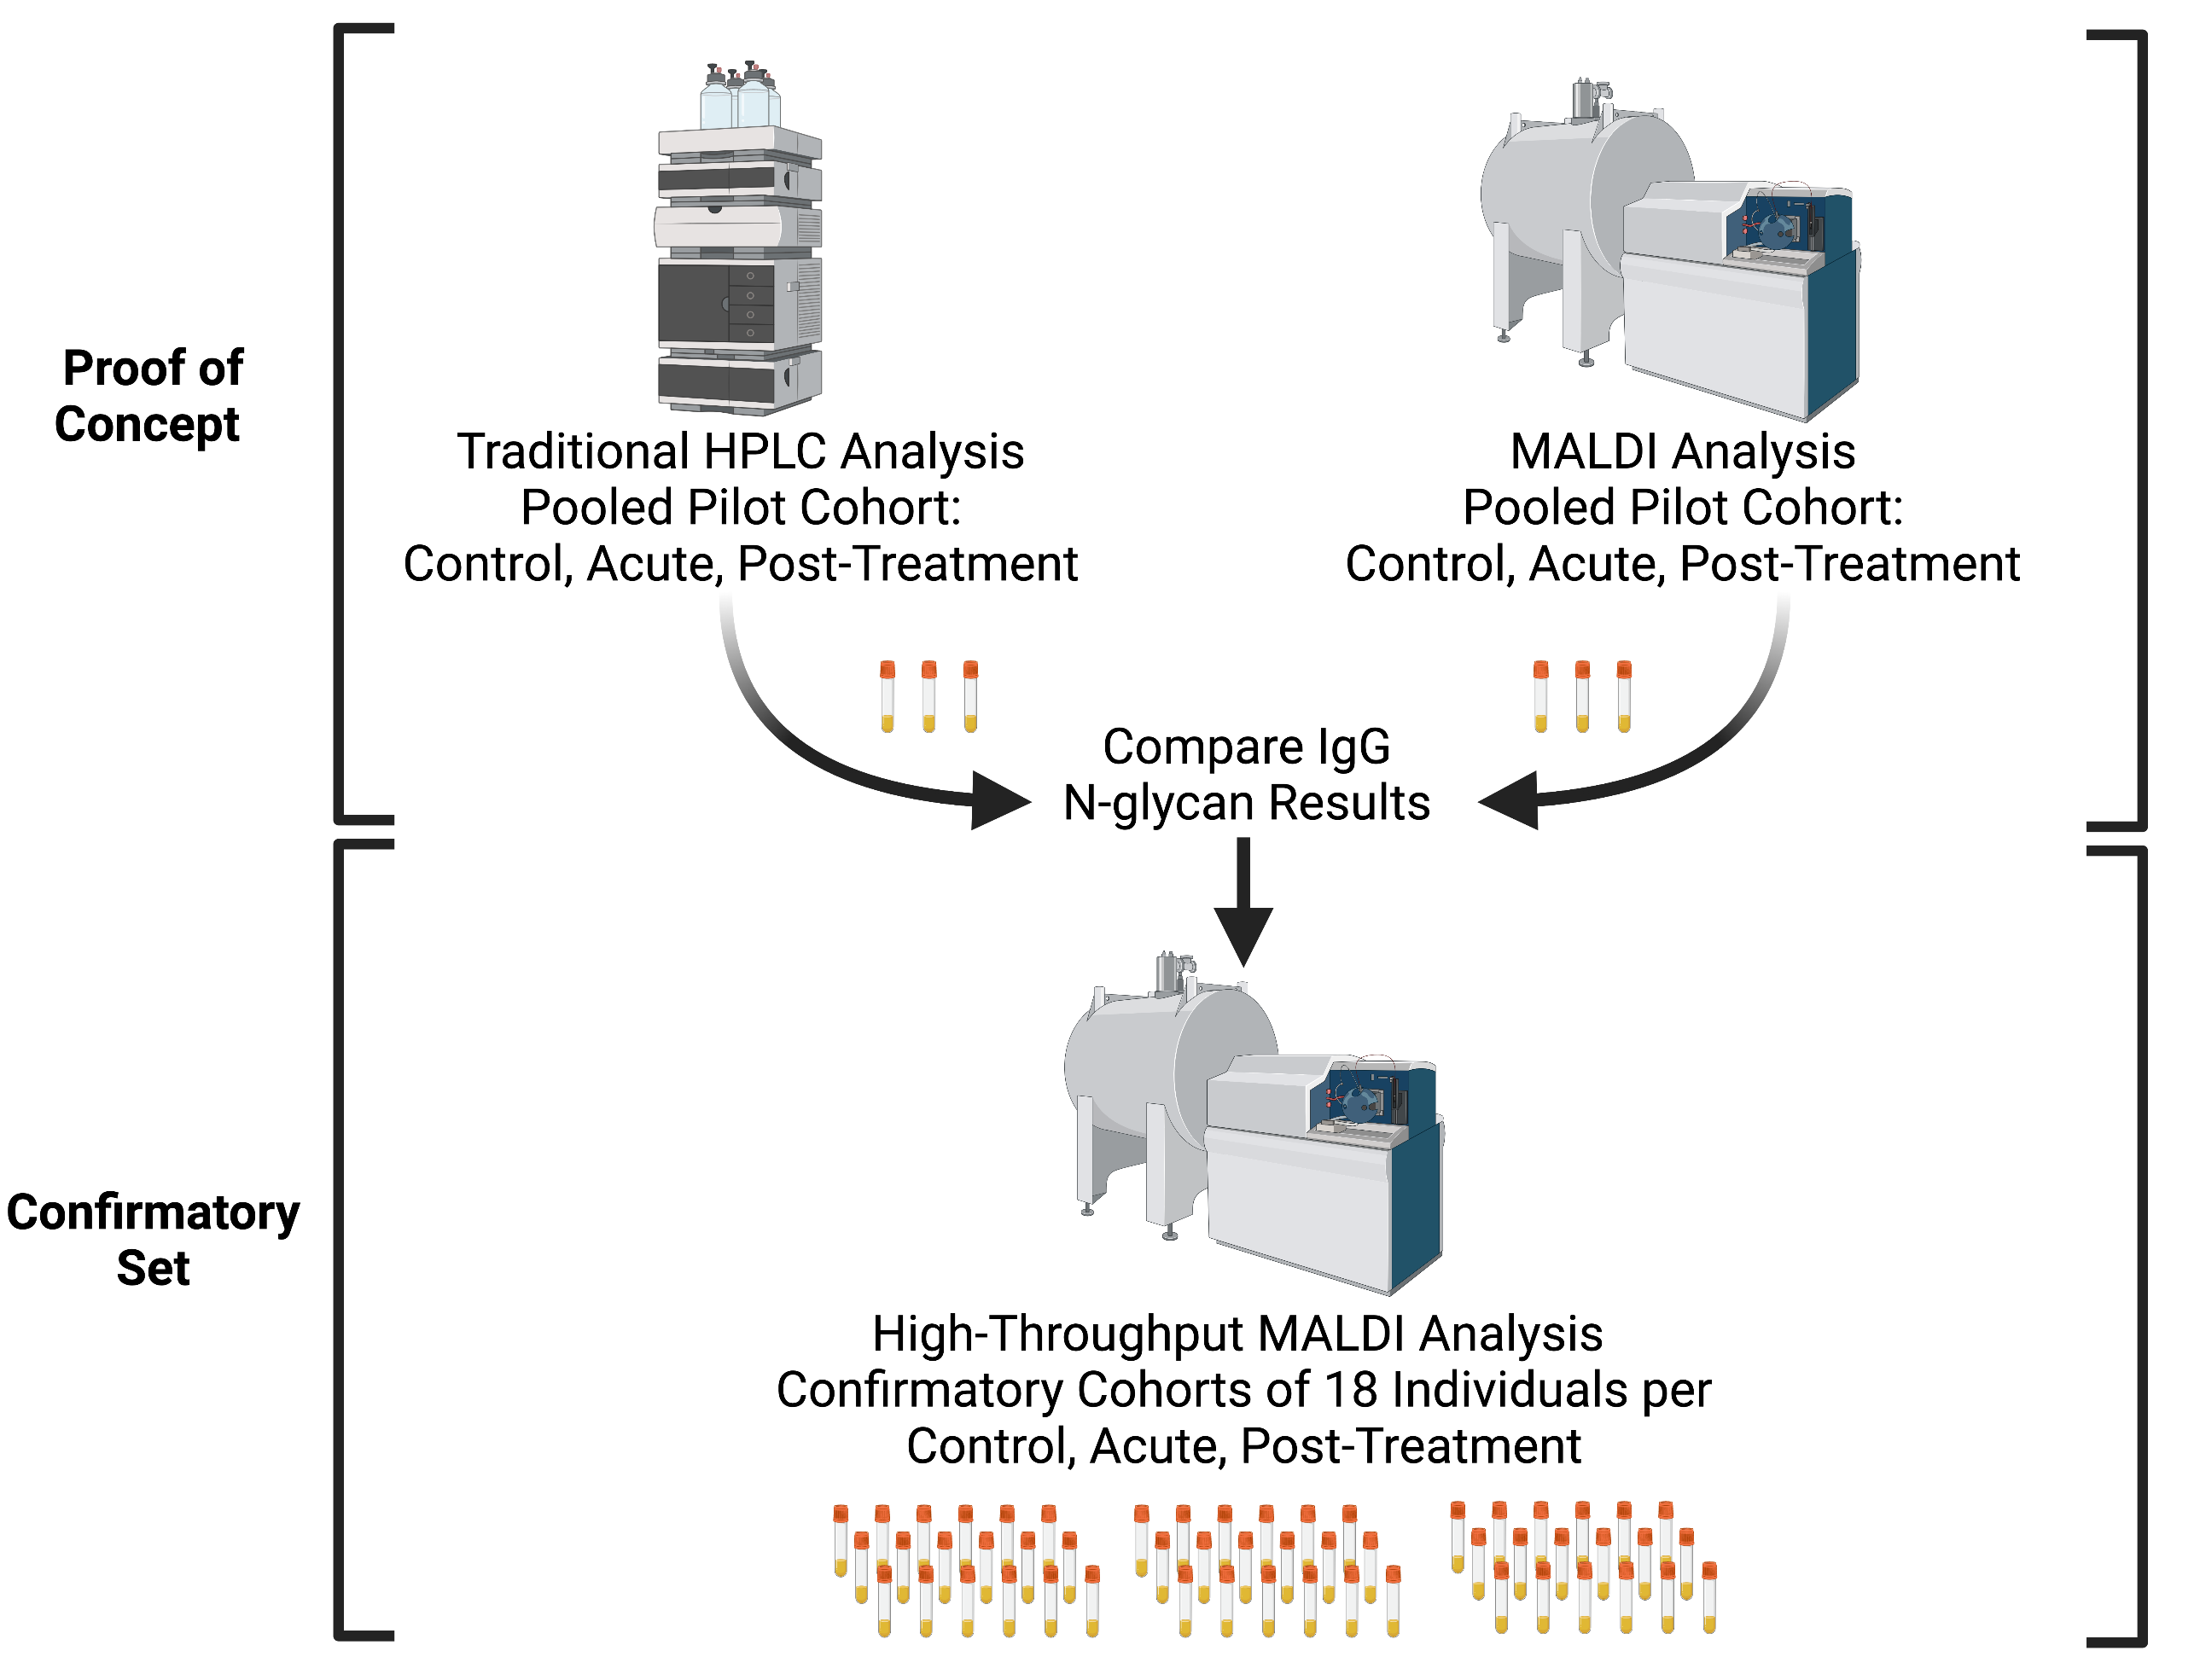 Proof of
Concept
Traditional HPLC Analysis
Pooled Pilot Cohort:
Control, Acute, Post-Treatment
MALDI Analysis
Pooled Pilot Cohort:
Control, Acute, Post-Treatment
Compare IgG
N-glycan Results
Confirmatory
Set
High-Throughput MALDI Analysis
Confirmatory Cohorts of 18 Individuals per
Control, Acute, Post-Treatment